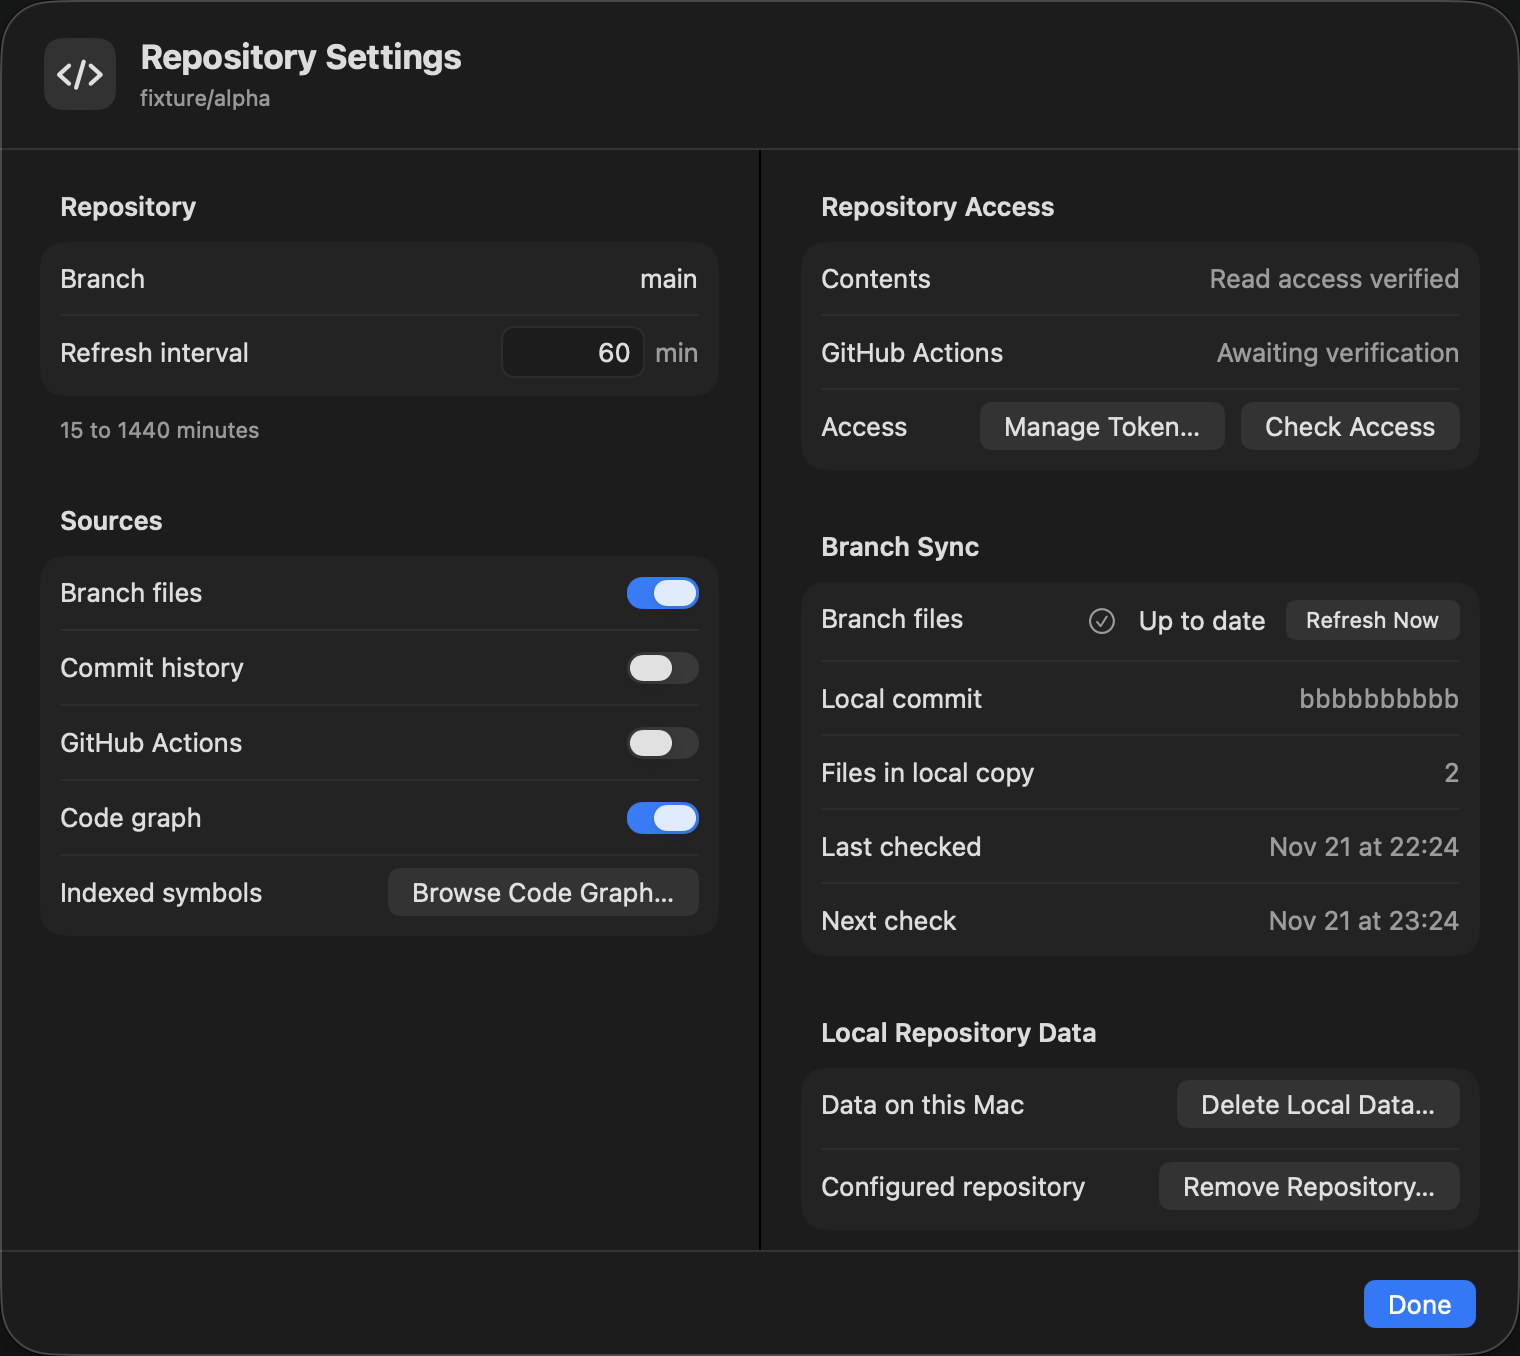 </>
Repository Settings
fixture/alpha
Repository
Branch main
Refresh interval 60 min
15 to 1440 minutes
Sources
Branch files
Commit history
GitHub Actions
Code graph
Indexed symbols Browse Code Graph...
Repository Access
Contents Read access verified
GitHub Actions Awaiting verification
Access Manage Token... Check Access
Branch Sync
Branch files Up to date Refresh Now
Local commit bbbbbbbbbb
Files in local copy 2
Last checked Nov 21 at 22:24
Next check Nov 21 at 23:24
Local Repository Data
Data on this Mac Delete Local Data...
Configured repository Remove Repository...
Done